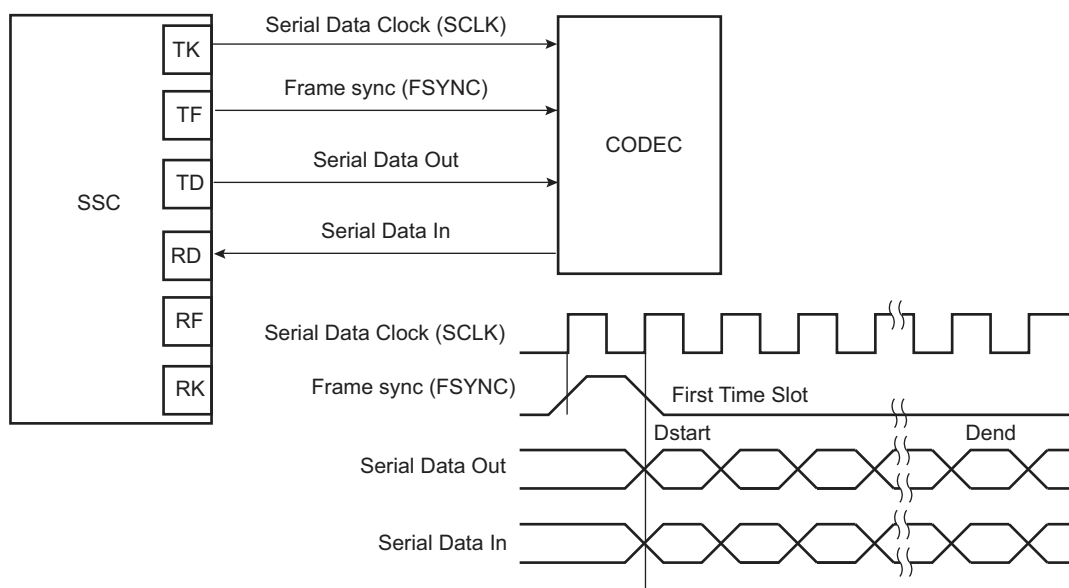 SSC
TK
TF
TD
RD
RF
RK
Serial Data Clock (SCLK)
Frame sync (FSYNC)
Serial Data Out
Serial Data In
CODEC
Serial Data Clock (SCLK)
Frame sync (FSYNC)
First Time Slot
Dstart
Dend
Serial Data Out
Serial Data In